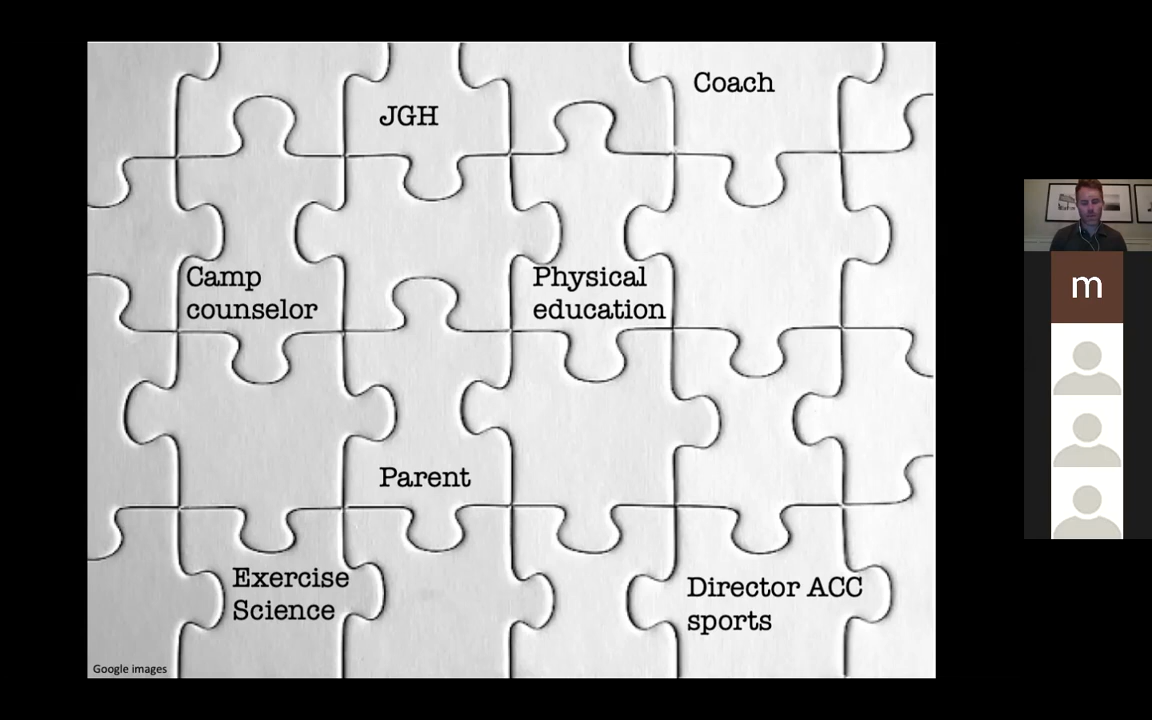 Coach
JGH
Camp
counselor
Physical
education
Parent
Exercise
Science
Director ACC
sports
Google images
m